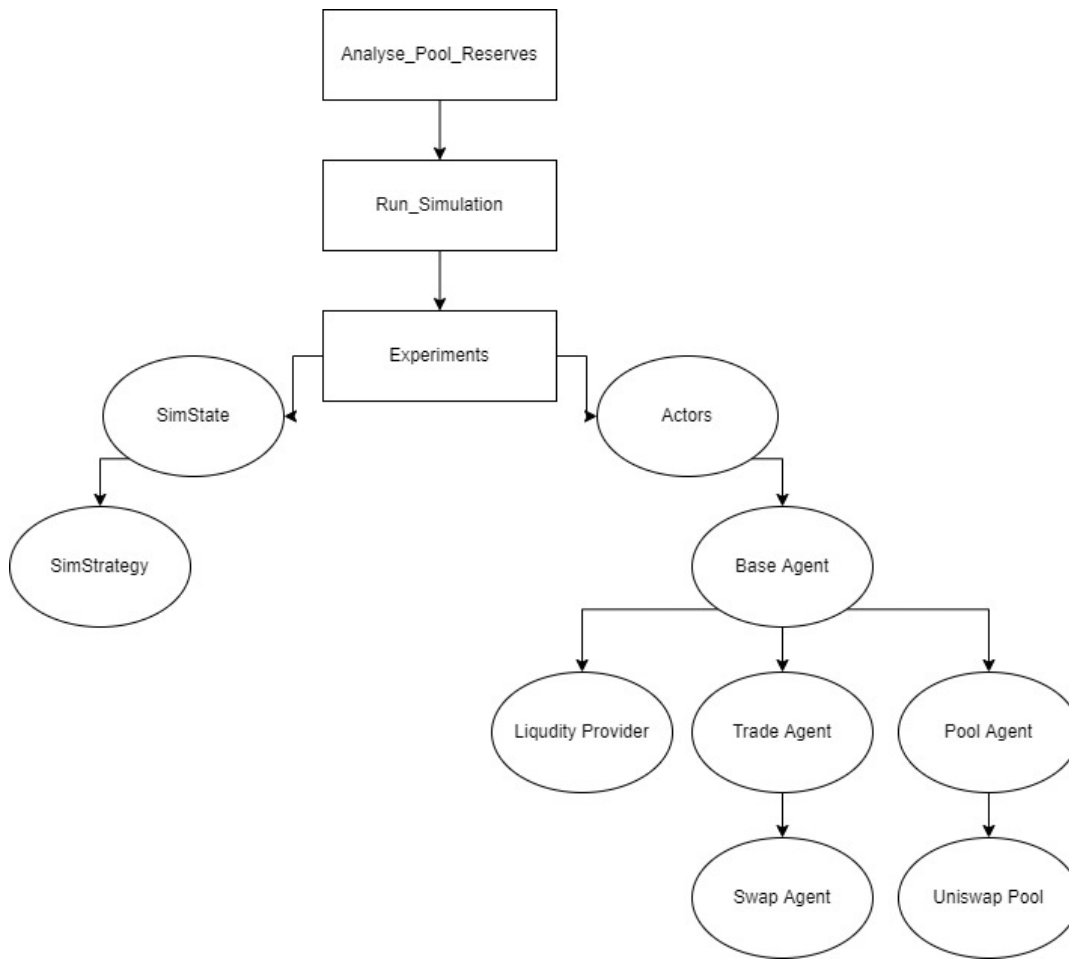 Analyse_Pool_Reserves
Run_Simulation
Experiments
SimState
Actors
SimStrategy
Base Agent
Liqudity Provider
Trade Agent
Pool Agent
Swap Agent
Uniswap Pool